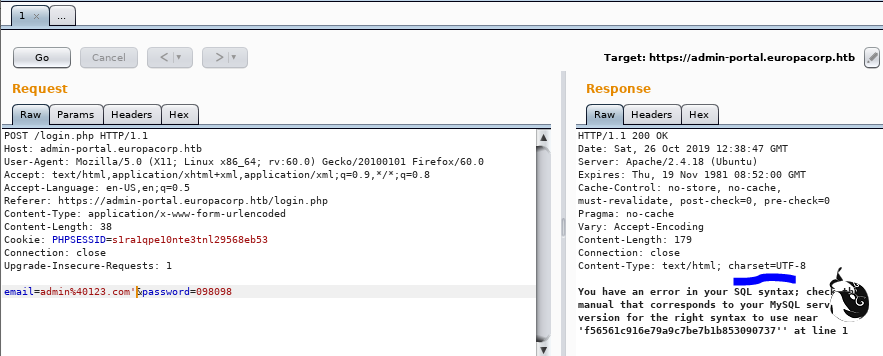 1 × ...
Go Cancel < > Target: https://admin-portal.europacorp.htb
Request
Raw Params Headers Hex
POST /login.php HTTP/1.1
Host: admin-portal.europacorp.htb
User-Agent: Mozilla/5.0 (X11; Linux x86_64; rv:60.0) Gecko/20100101 Firefox/60.0
Accept: text/html,application/xhtml+xml,application/xml;q=0.9,*/*;q=0.8
Accept-Language: en-US,en;q=0.5
Referer: https://admin-portal.europacorp.htb/login.php
Content-Type: application/x-www-form-urlencoded
Content-Length: 38
Cookie: PHPSESSID=s1ra1qpe10nte3tnl29568eb53
Connection: close
Upgrade-Insecure-Requests: 1
email=admin%40123.com'&password=098098
Response
Raw Headers Hex
HTTP/1.1 200 OK
Date: Sat, 26 Oct 2019 12:38:47 GMT
Server: Apache/2.4.18 (Ubuntu)
Expires: Thu, 19 Nov 1981 08:52:00 GMT
Cache-Control: no-store, no-cache,
must-revalidate, post-check=0, pre-check=0
Pragma: no-cache
Vary: Accept-Encoding
Content-Length: 179
Connection: close
Content-Type: text/html; charset=UTF-8
You have an error in your SQL syntax; check
manual that corresponds to your MySQL
version for the right syntax to use near
'f56561c916e79a9c7be7b1b853090737'' at line 1